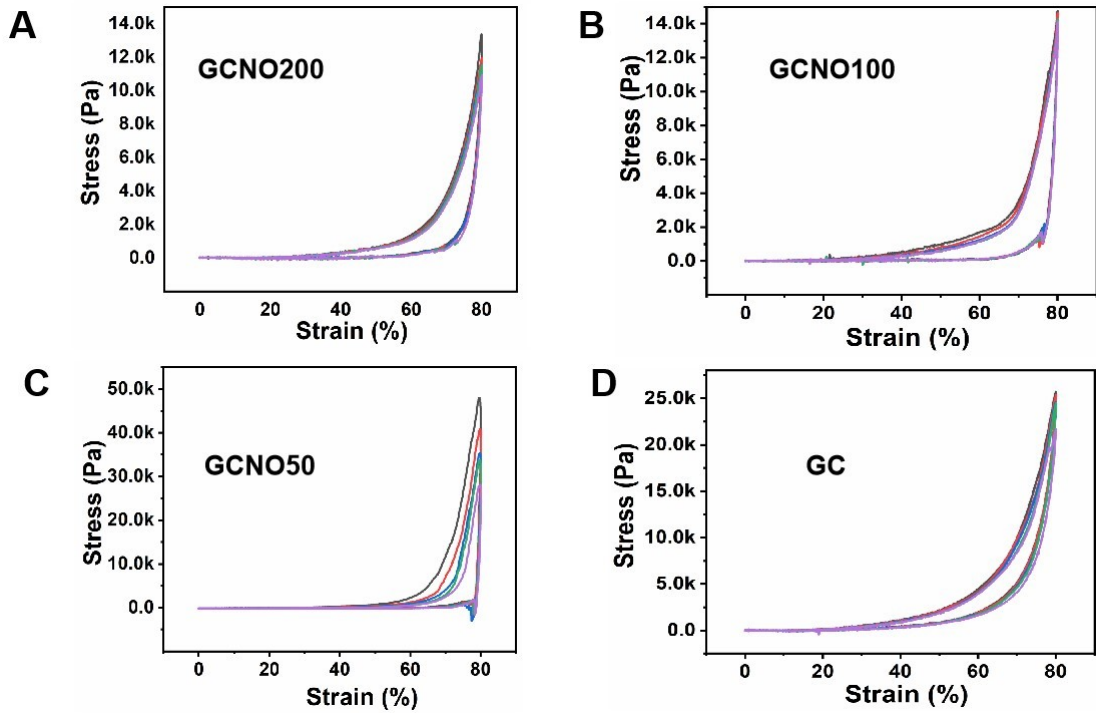 A
GCNO200
Stress (Pa)
14.0k
12.0k
10.0k
8.0k
6.0k
4.0k
2.0k
0.0
0 20 40 60 80
Strain (%)
B
GCNO100
Stress (Pa)
14.0k
12.0k
10.0k
8.0k
6.0k
4.0k
2.0k
0.0
0 20 40 60 80
Strain (%)
C
GCNO50
Stress (Pa)
50.0k
40.0k
30.0k
20.0k
10.0k
0.0
0 20 40 60 80
Strain (%)
D
GC
Stress (Pa)
25.0k
20.0k
15.0k
10.0k
5.0k
0.0
0 20 40 60 80
Strain (%)